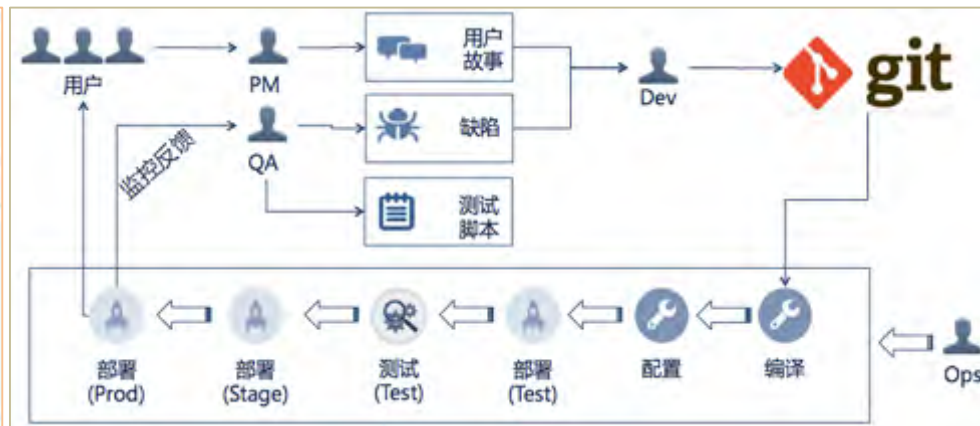 用户
PM
用户
故事
Dev
git
监控反馈
QA
缺陷
测试
脚本
部署
(Prod)
部署
(Stage)
测试
(Test)
部署
(Test)
配置
编译
Ops